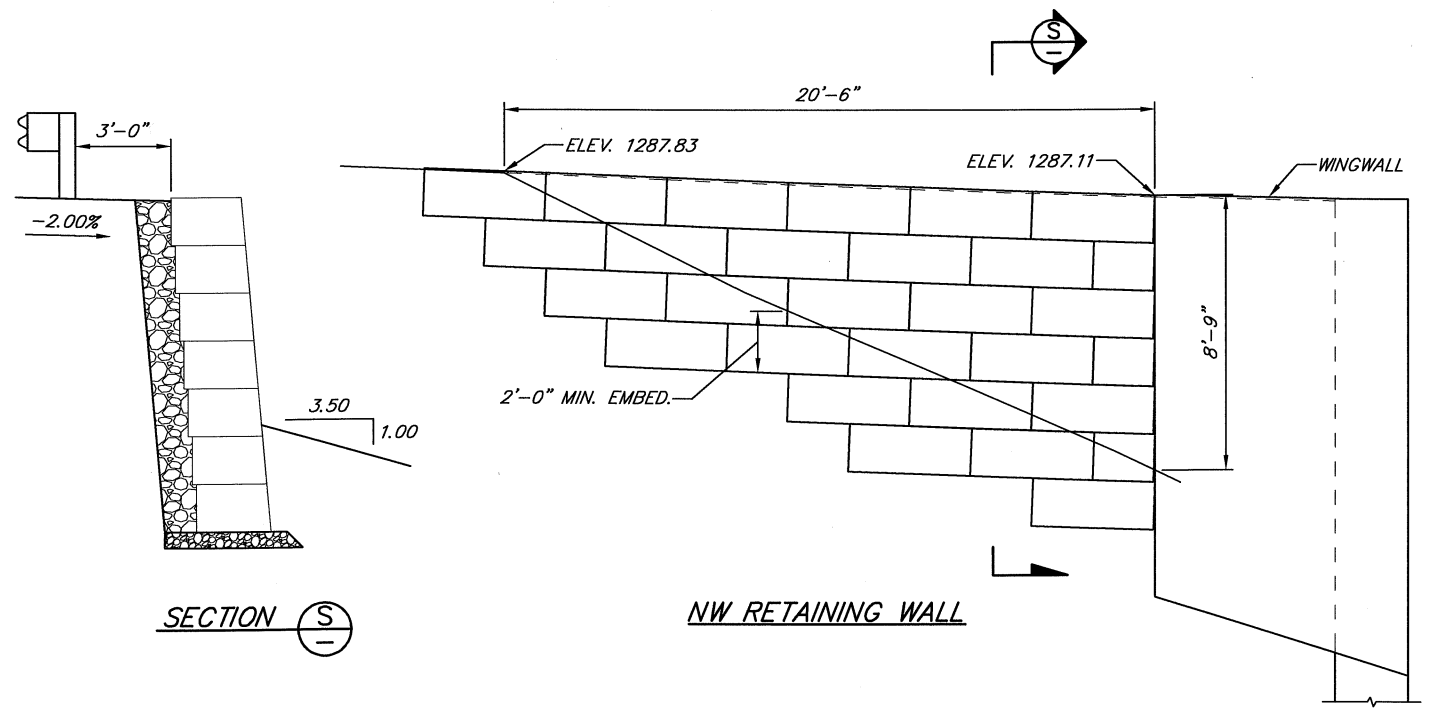 S
—
20'-6"
3'-0"
ELEV. 1287.83
ELEV. 1287.11
WINGWALL
-2.00%
8'-9"
2'-0" MIN. EMBED.
3.50
1.00
SECTION
S
—
NW RETAINING WALL